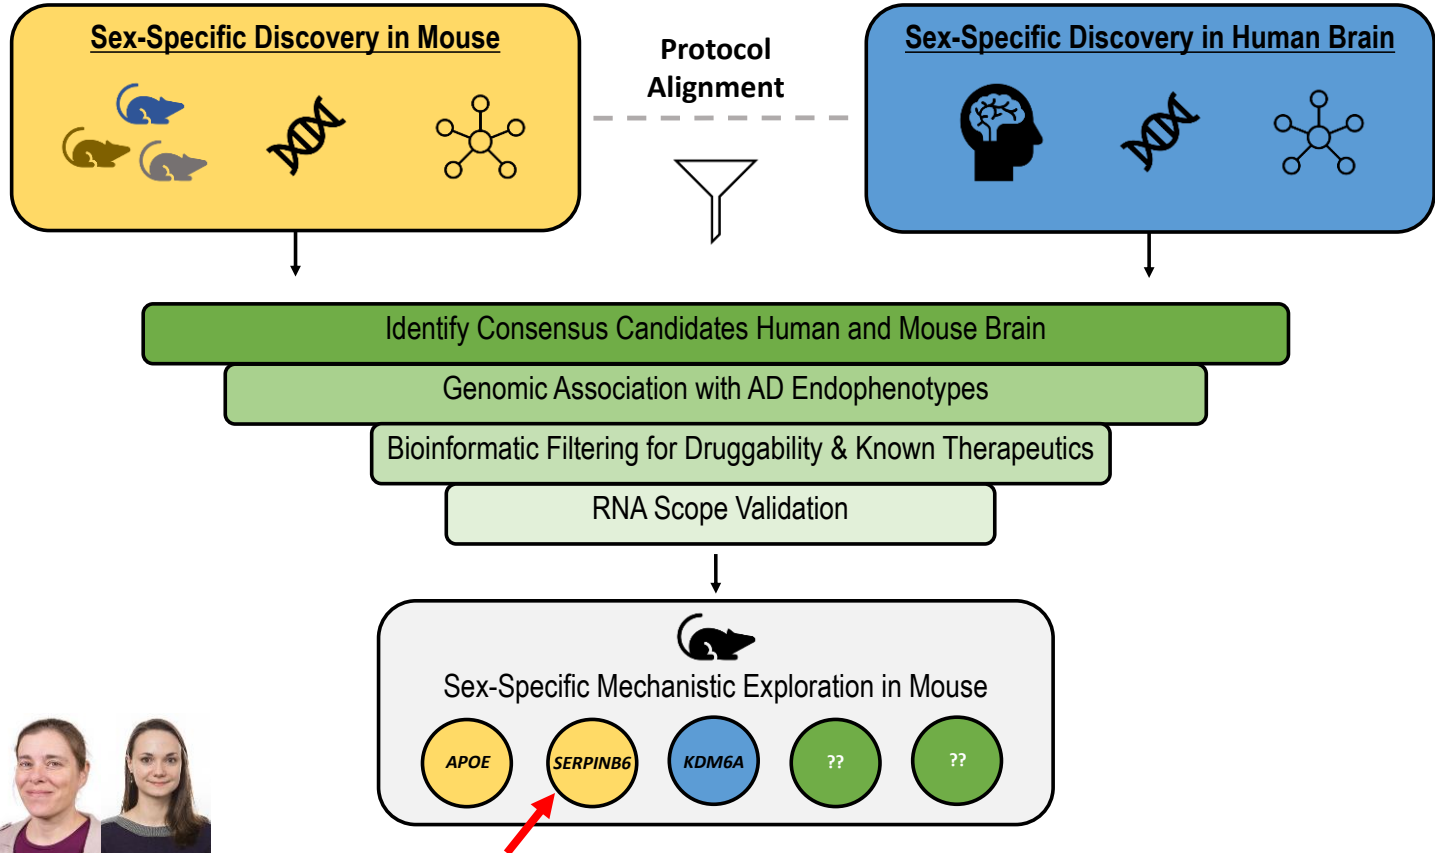 Sex-Specific Discovery in Mouse
Protocol
Alignment
Sex-Specific Discovery in Human Brain
Identify Consensus Candidates Human and Mouse Brain
Genomic Association with AD Endophenotypes
Bioinformatic Filtering for Druggability & Known Therapeutics
RNA Scope Validation
Sex-Specific Mechanistic Exploration in Mouse
APOE
SERPINB6
KDM6A
??
??